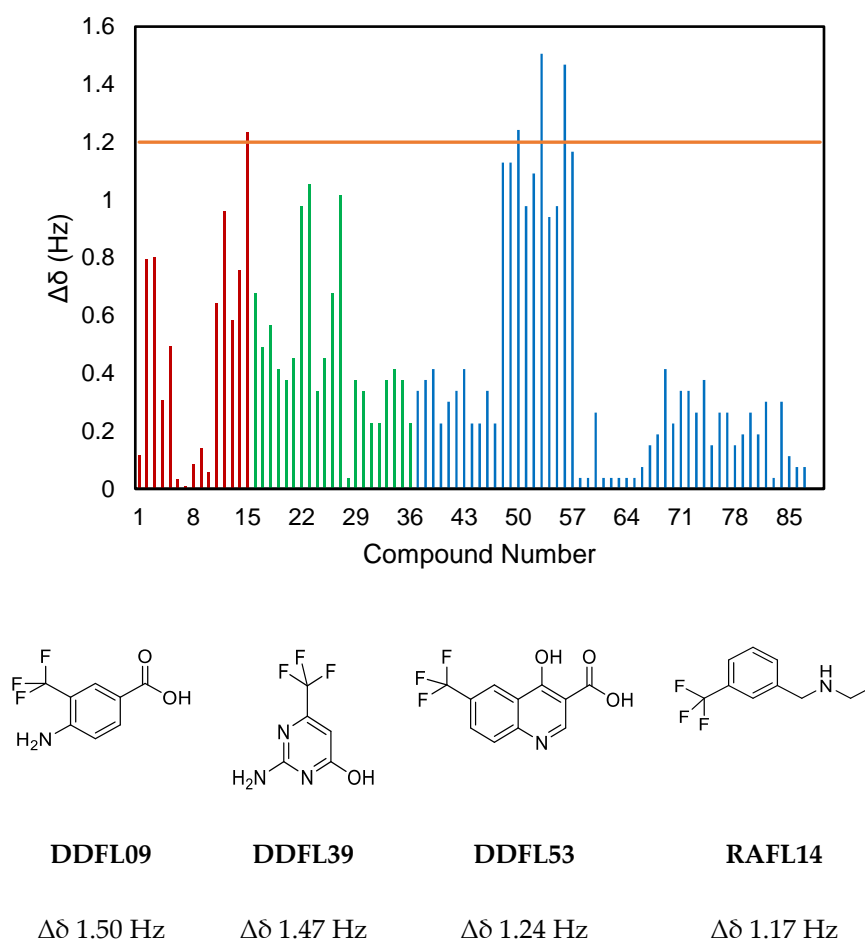 1.6
1.4
1.2
1
0.8
0.6
0.4
0.2
0
Δδ (Hz)
1 8 15 22 29 36 43 50 57 64 71 78 85
Compound Number
F
F
F
H₂N
O
OH
F
F F
N
H₂N N OH
F
F
F
OH O
OH
N
F
F
F
H
N
DDFL09 DDFL39 DDFL53 RAFL14
Δδ 1.50 Hz Δδ 1.47 Hz Δδ 1.24 Hz Δδ 1.17 Hz